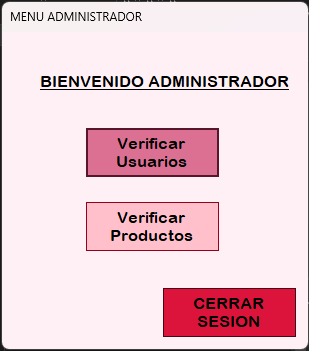 MENU ADMINISTRADOR
BIENVENIDO ADMINISTRADOR
Verificar
Usuarios
Verificar
Productos
CERRAR
SESION